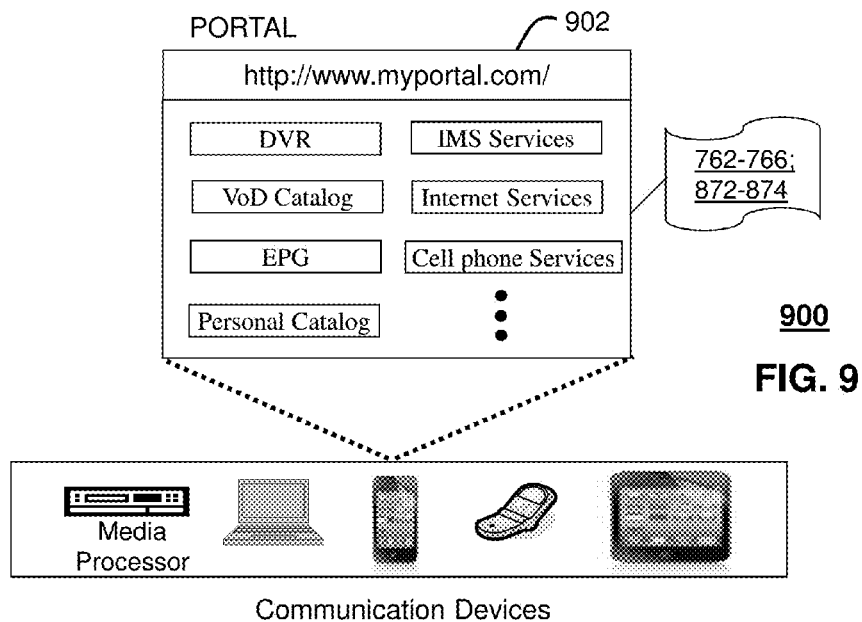 PORTAL
902
http://www.myportal.com/
DVR
IMS Services
VoD Catalog
Internet Services
EPG
Cell phone Services
Personal Catalog
762-766;
872-874
900
FIG. 9
Media
Processor
Communication Devices